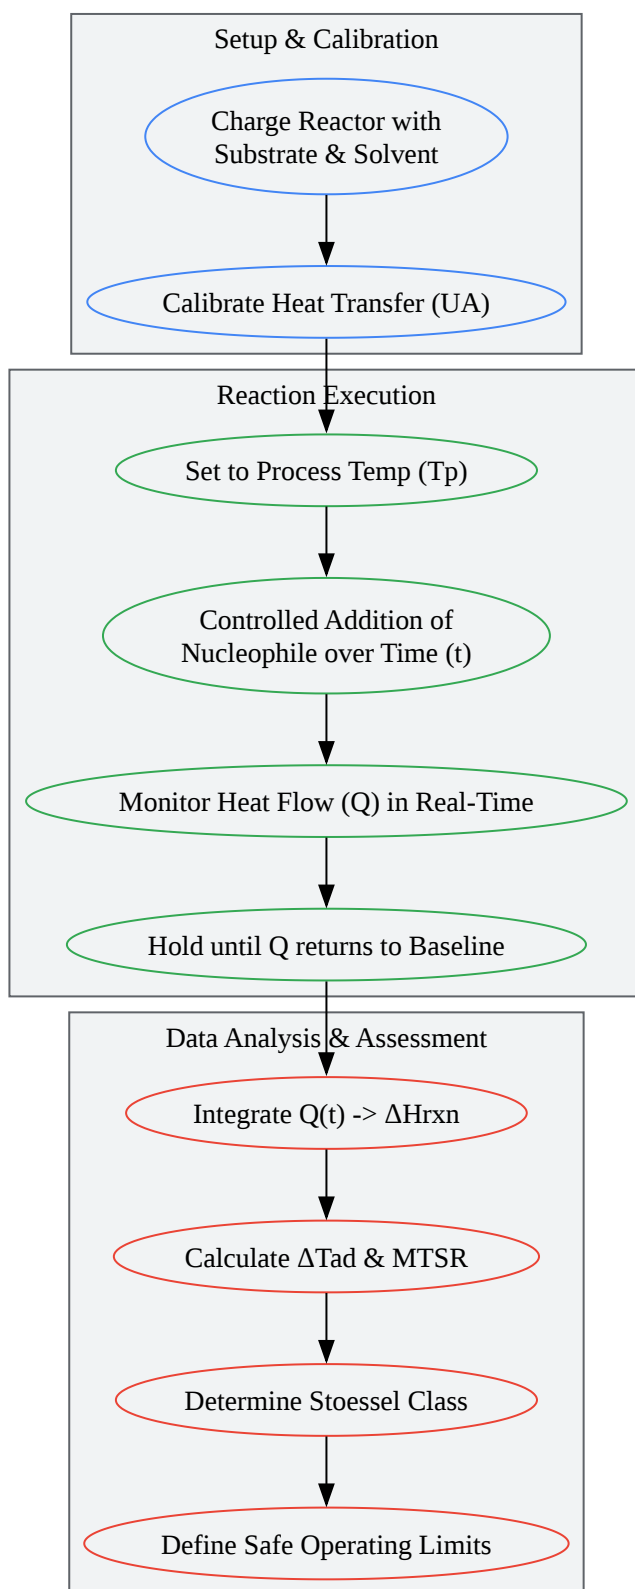 Setup & Calibration
Charge Reactor with
Substrate & Solvent
Calibrate Heat Transfer (UA)
Reaction Execution
Set to Process Temp (Tp)
Controlled Addition of
Nucleophile over Time (t)
Monitor Heat Flow (Q) in Real-Time
Hold until Q returns to Baseline
Data Analysis & Assessment
Integrate Q(t) -> ΔHrxn
Calculate ΔTad & MTSR
Determine Stoessel Class
Define Safe Operating Limits